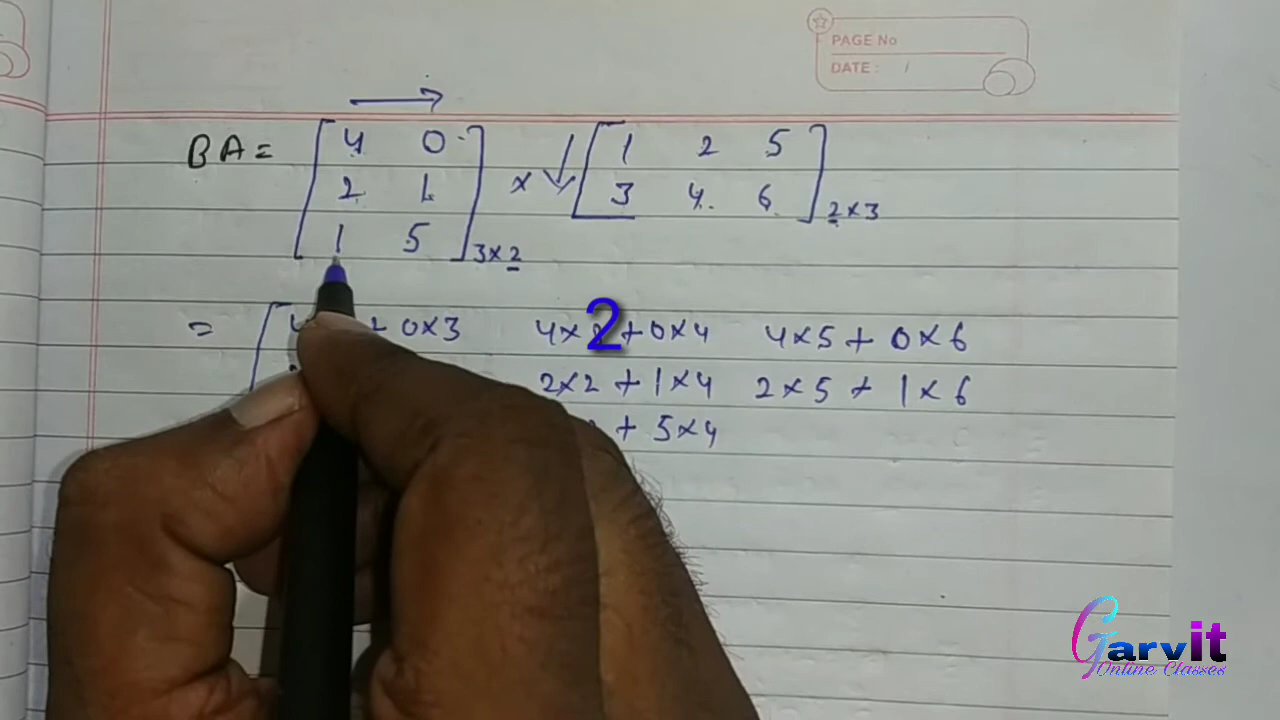 PAGE No
DATE : /
BA = [ 4 0 × [ 1 2 5
2 1 3 4 6 ] 2×3
1 5 ] 3×2
= [ 4 + 0×3 4×2+0×4 4×5 + 0×6
2×2 + 1×4 2×5 + 1×6
+ 5×4
Garvit
Online Classes